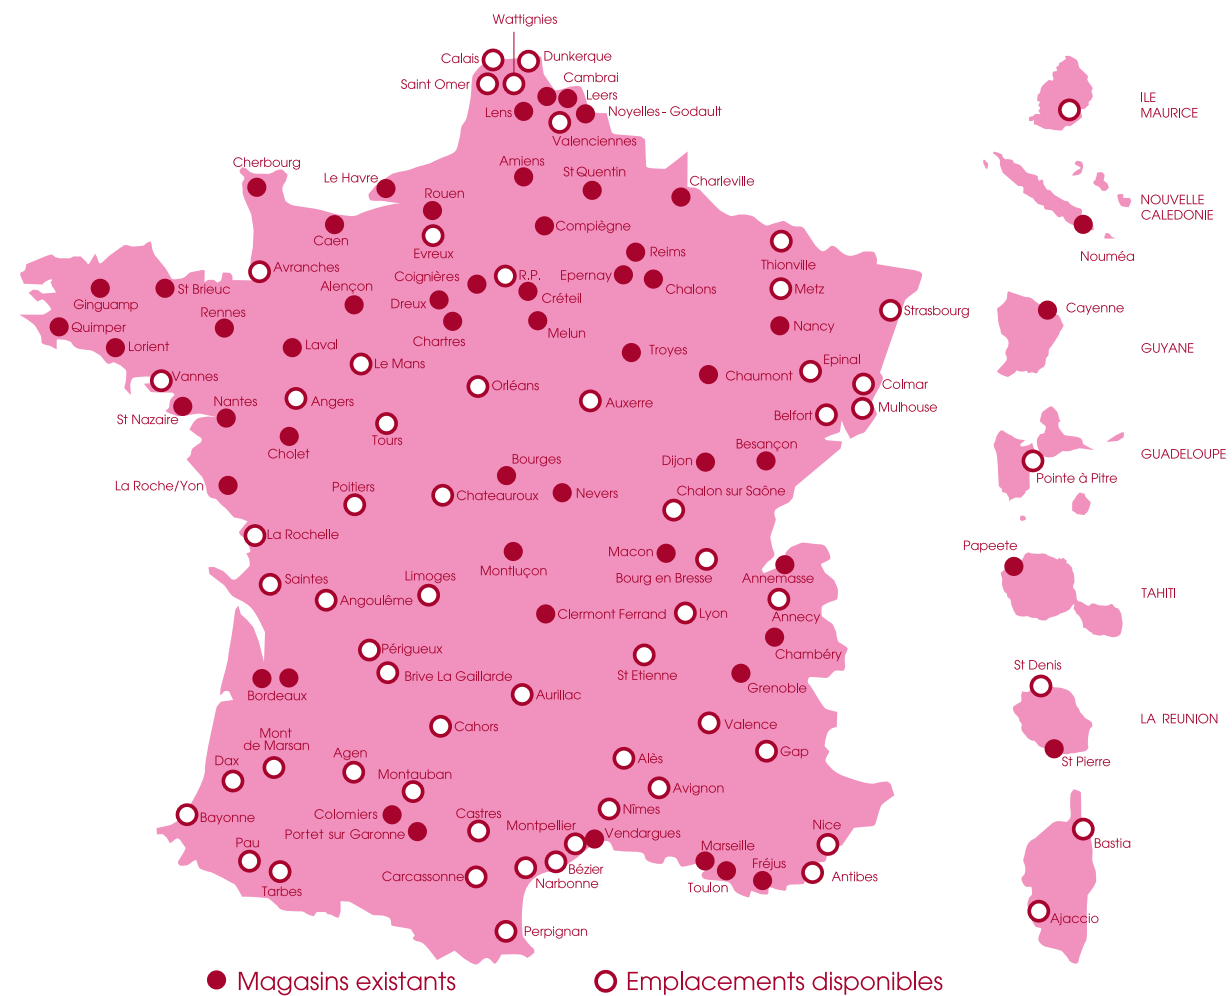 Wattignies
Calais
Dunkerque
Saint Omer
Cambrai
Leers
Lens
Noyelles - Godault
Valenciennes
Cherbourg
Le Havre
Amiens
St Quentin
Charleville
Rouen
Caen
Compiègne
Evreux
Reims
Thionville
Avranches
Coignières
R.P.
Epernay
Chalons
Metz
Ginguamp
St Brieuc
Alençon
Dreux
Créteil
Strasbourg
Quimper
Rennes
Chartres
Melun
Nancy
Lorient
Laval
Le Mans
Troyes
Chaumont
Epinal
Vannes
Orléans
Colmar
St Nazaire
Nantes
Angers
Auxerre
Belfort
Mulhouse
Tours
Cholet
Bourges
Dijon
Besançon
La Roche/Yon
Poitiers
Chateauroux
Nevers
Chalon sur Saône
La Rochelle
Montluçon
Macon
Bourg en Bresse
Annemasse
Saintes
Limoges
Angoulême
Clermont Ferrand
Lyon
Annecy
Périgueux
Chambéry
Brive La Gaillarde
St Etienne
Grenoble
Bordeaux
Aurillac
Cahors
Valence
Mont
de Marsan
Agen
Alès
Gap
Dax
Montauban
Avignon
Bayonne
Colomiers
Castres
Nîmes
Portet sur Garonne
Montpellier
Vendargues
Nice
Pau
Marseille
Fréjus
Tarbes
Carcassonne
Bézier
Narbonne
Toulon
Antibes
Perpignan
ILE
MAURICE
NOUVELLE
CALEDONIE
Nouméa
Cayenne
GUYANE
GUADELOUPE
Pointe à Pitre
Papeete
TAHITI
St Denis
LA REUNION
St Pierre
Bastia
Ajaccio
Magasins existants
Emplacements disponibles